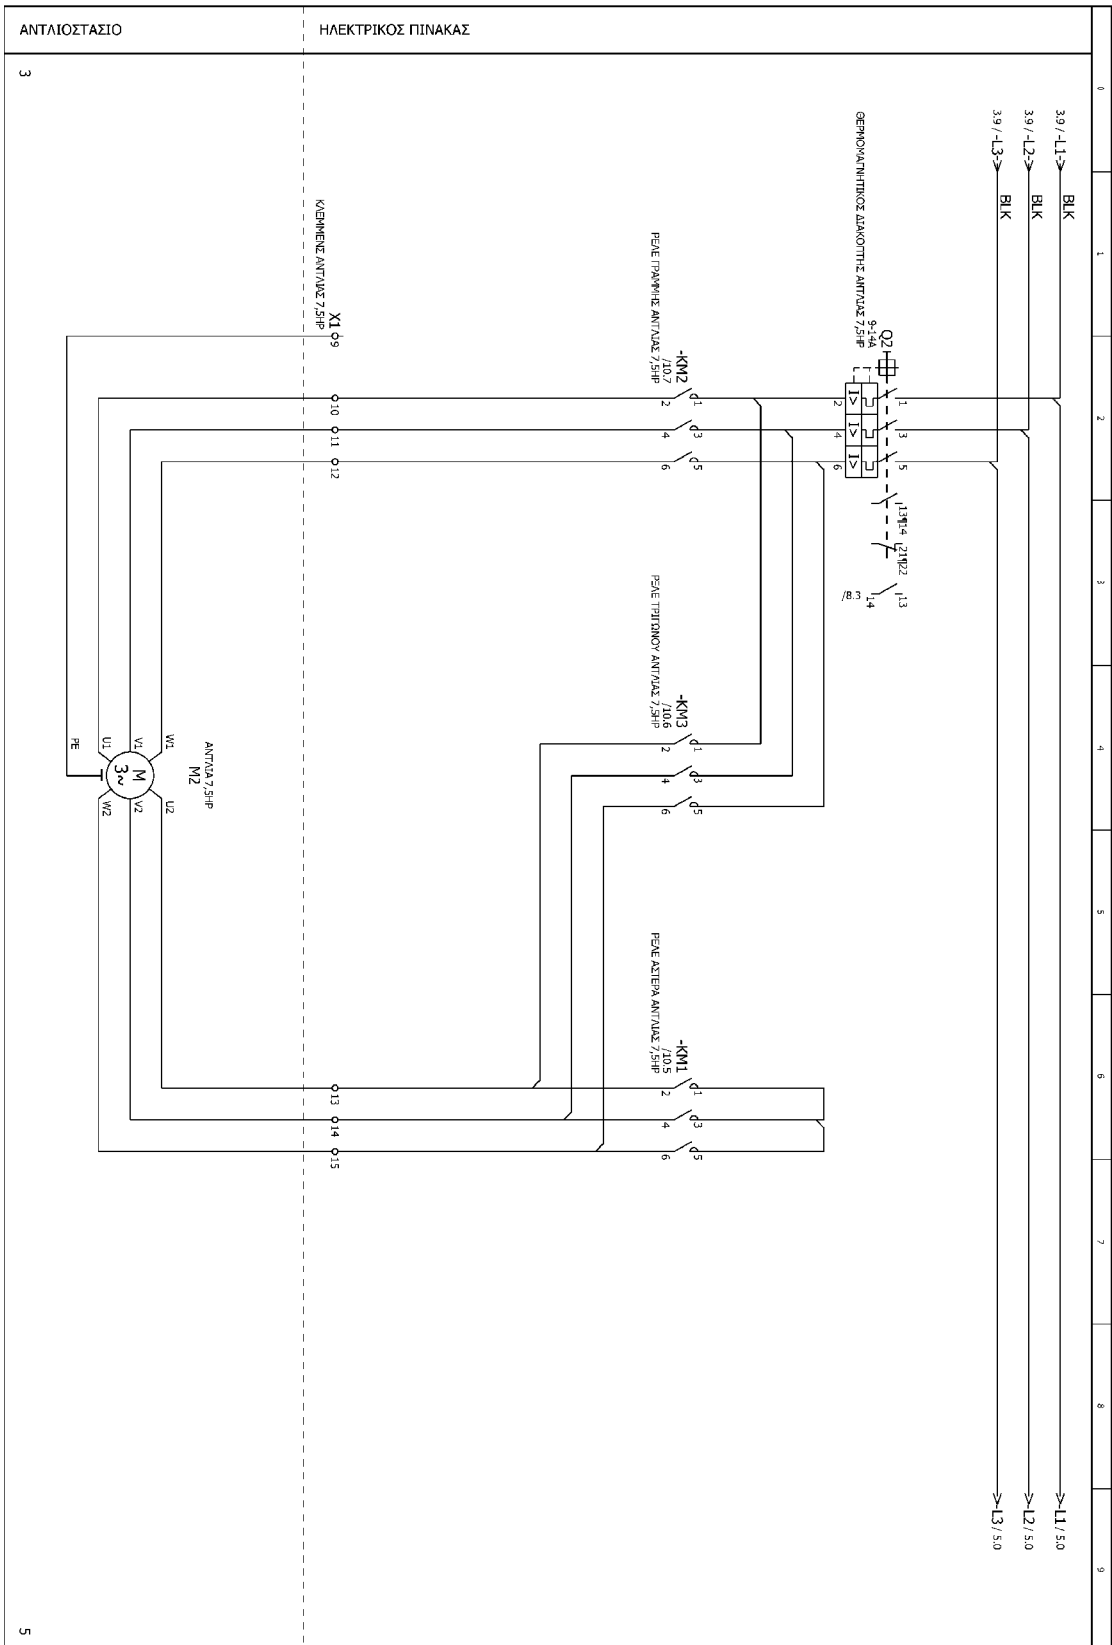 ΑΝΤΛΙΟΣΤΑΣΙΟ
ΗΛΕΚΤΡΙΚΟΣ ΠΙΝΑΚΑΣ
0
1
2
3
4
5
6
7
8
9
3.9 / -L1
3.9 / -L2
3.9 / -L3
BLK
BLK
BLK
-L1 / 5.0
-L2 / 5.0
-L3 / 5.0
ΘΕΡΜΟΜΑΓΝΗΤΙΚΟΣ ΔΙΑΚΟΠΤΗΣ ΑΝΤΛΙΑΣ 7,5HP
9-14A
Q2
1
3
5
I>
I>
I>
2
4
6
13
14
21
22
13
14
/8.3
ΡΕΛΕ ΓΡΑΜΜΗΣ ΑΝΤΛΙΑΣ 7,5HP
/10.7
-KM2
1
3
5
2
4
6
ΡΕΛΕ ΤΡΙΓΩΝΟΥ ΑΝΤΛΙΑΣ 7,5HP
/10.6
-KM3
1
3
5
2
4
6
ΡΕΛΕ ΑΣΤΕΡΑ ΑΝΤΛΙΑΣ 7,5HP
/10.5
-KM1
1
3
5
2
4
6
ΚΛΕΜΜΕΝΣ ΑΝΤΛΙΑΣ 7,5HP
X1
9
10
11
12
13
14
15
ΑΝΤΛΙΑ 7,5HP
M2
M
3~
U1
V1
W1
PE
W2
V2
U2
3
5